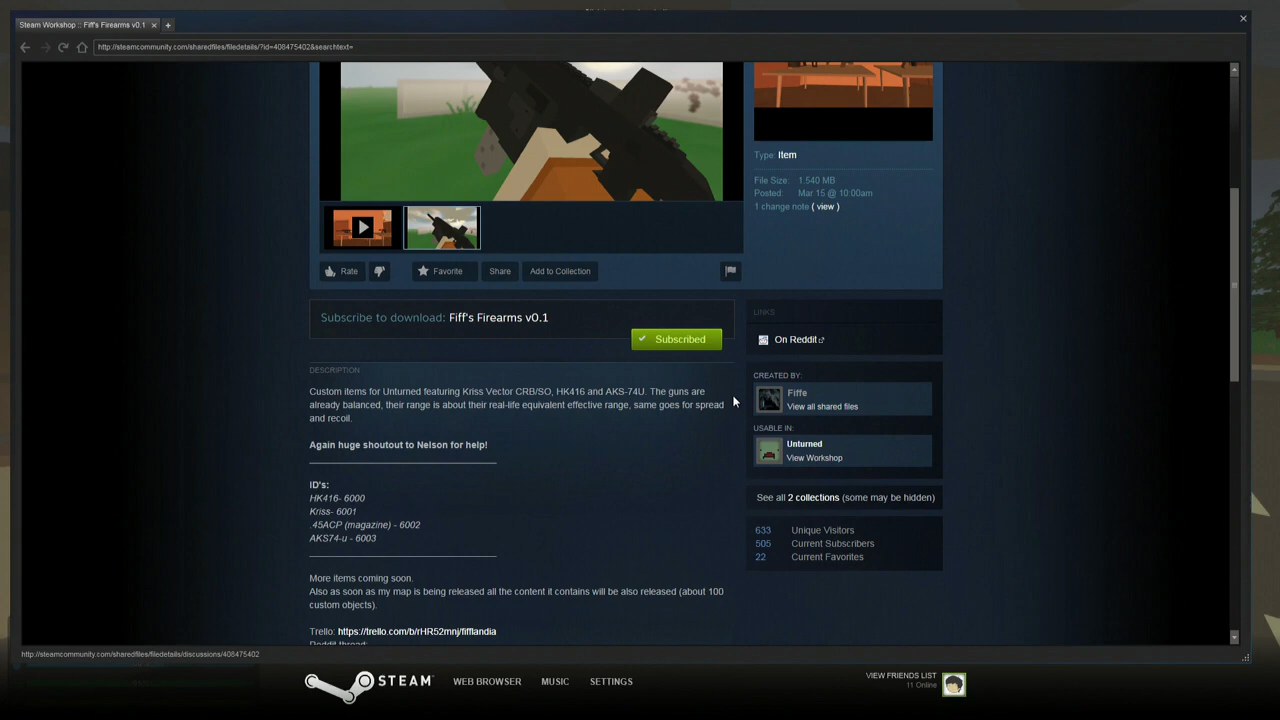 Steam Workshop :: Fiff's Firearms v0.1
http://steamcommunity.com/sharedfiles/filedetails/?id=408475402&searchtext=
Type: Item
File Size: 1.540 MB
Posted: Mar 15 @ 10:00am
1 change note ( view )
Rate
Favorite
Share
Add to Collection
Subscribe to download: Fiff's Firearms v0.1
Subscribed
LINKS
On Reddit
DESCRIPTION
Custom items for Unturned featuring Kriss Vector CRB/SO, HK416 and AKS-74U. The guns are
already balanced, their range is about their real-life equivalent effective range, same goes for spread
and recoil.
Again huge shoutout to Nelson for help!
ID's:
HK416- 6000
Kriss- 6001
.45ACP (magazine) - 6002
AKS74-u - 6003
More items coming soon.
Also as soon as my map is being released all the content it contains will be also released (about 100
custom objects).
Trello: https://trello.com/b/rHR52mnj/fifflandia
Reddit thread:
CREATED BY:
Fiffe
View all shared files
USABLE IN:
Unturned
View Workshop
See all 2 collections (some may be hidden)
633 Unique Visitors
505 Current Subscribers
22 Current Favorites
http://steamcommunity.com/sharedfiles/filedetails/discussions/408475402
STEAM
WEB BROWSER
MUSIC
SETTINGS
VIEW FRIENDS LIST
11 Online